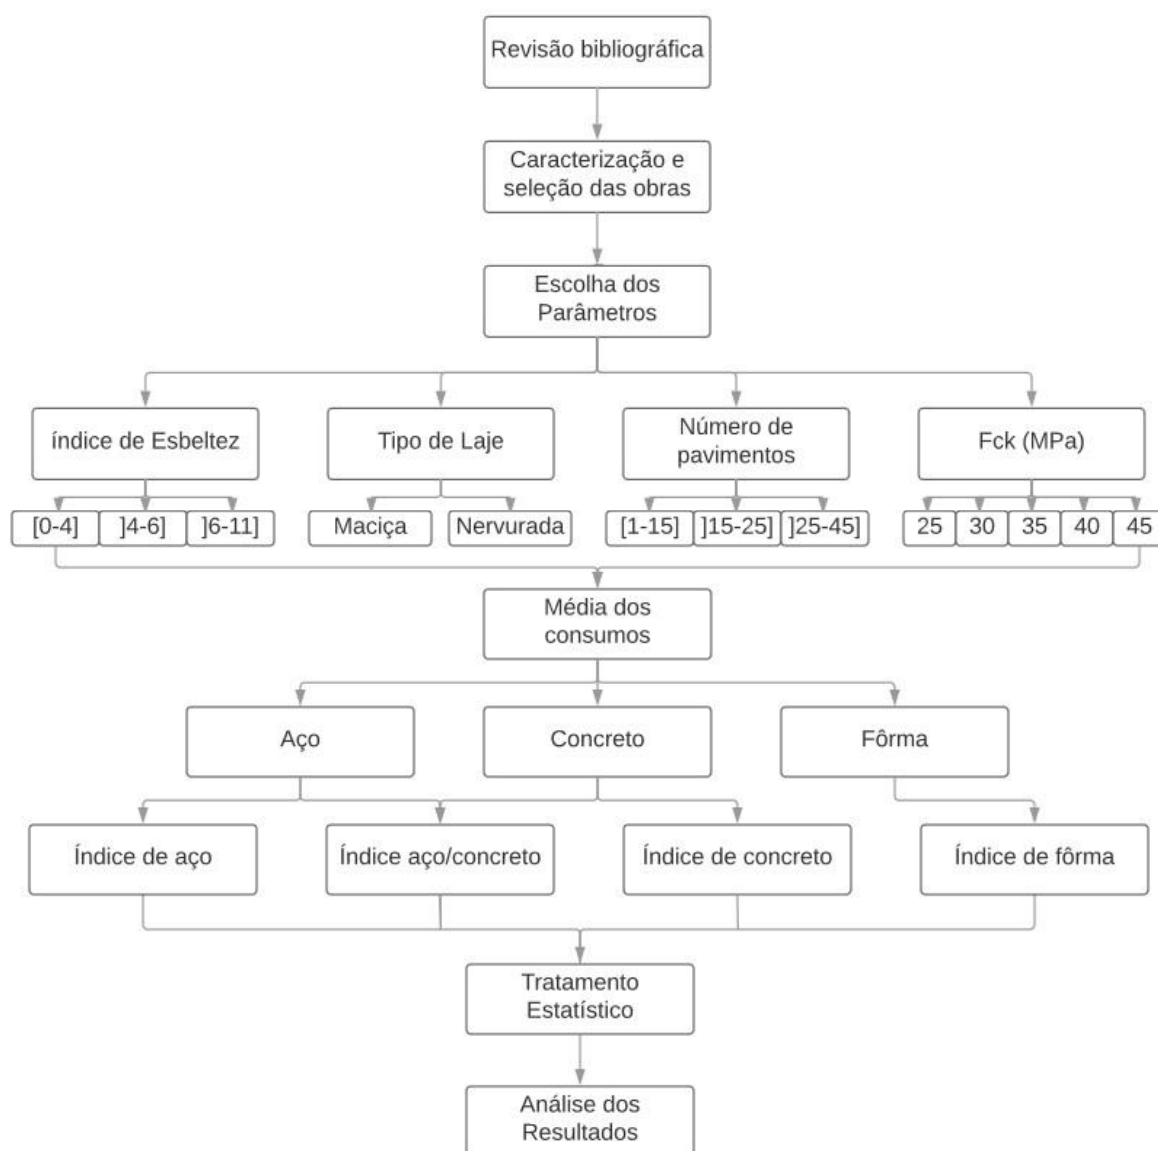 Revisão bibliográfica
Caracterização e
seleção das obras
Escolha dos
Parâmetros
índice de Esbeltez
Tipo de Laje
Número de
pavimentos
Fck (MPa)
[0-4]
]4-6]
]6-11]
Maciça
Nervurada
[1-15]
]15-25]
]25-45]
25
30
35
40
45
Média dos
consumos
Aço
Concreto
Fôrma
Índice de aço
Índice aço/concreto
Índice de concreto
Índice de fôrma
Tratamento
Estatístico
Análise dos
Resultados